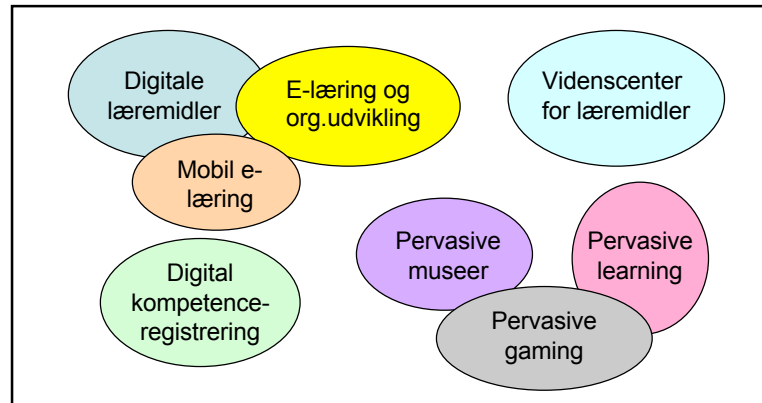 Digitale
læremidler
E-læring og
org.udvikling
Videnscenter
for læremidler
Mobil e-
læring
Pervasive
museer
Pervasive
learning
Digital
kompetence-
registrering
Pervasive
gaming